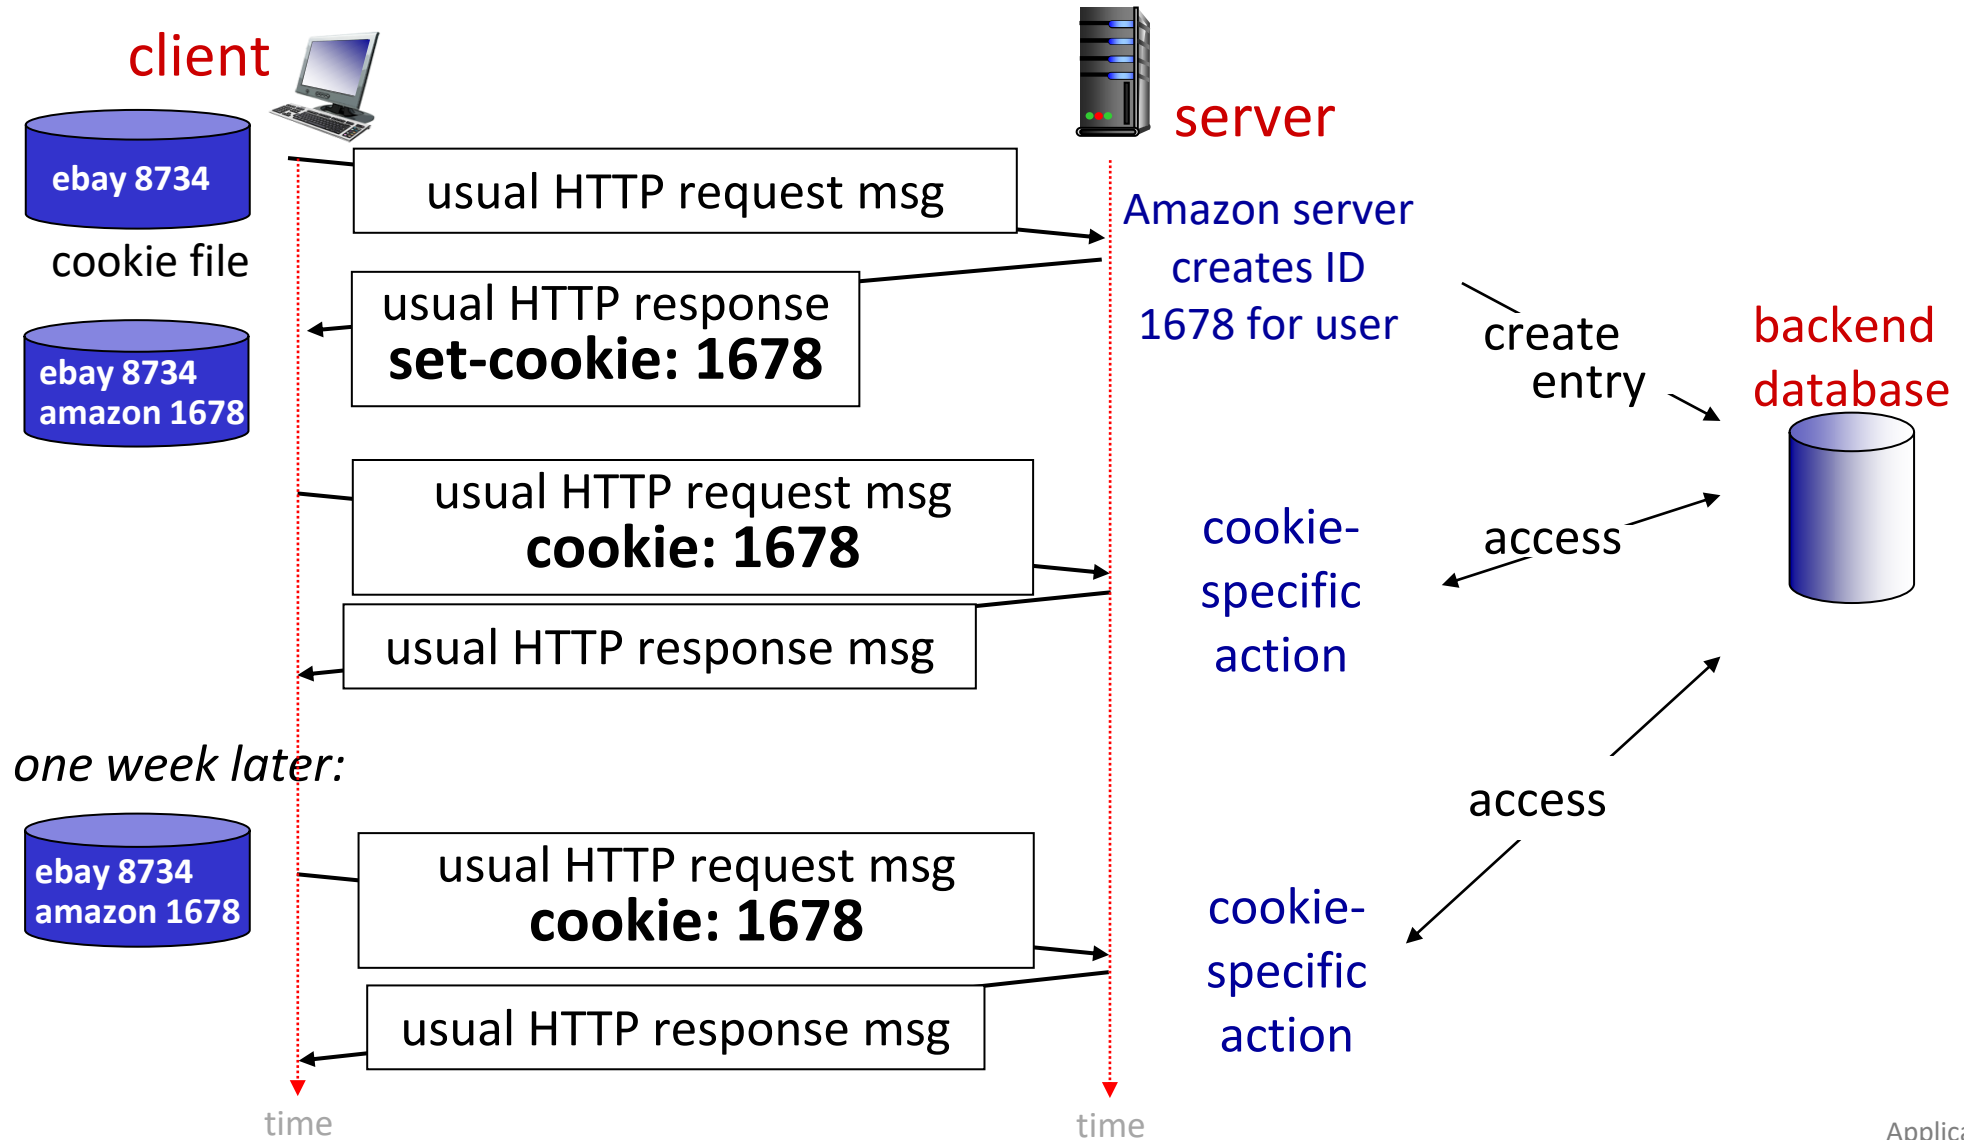 client
server
ebay 8734
cookie file
usual HTTP request msg
Amazon server
creates ID
1678 for user
usual HTTP response
set-cookie: 1678
create
entry
backend
database
ebay 8734
amazon 1678
usual HTTP request msg
cookie: 1678
cookie-
specific
action
access
usual HTTP response msg
one week later:
access
ebay 8734
amazon 1678
usual HTTP request msg
cookie: 1678
cookie-
specific
action
usual HTTP response msg
time
time